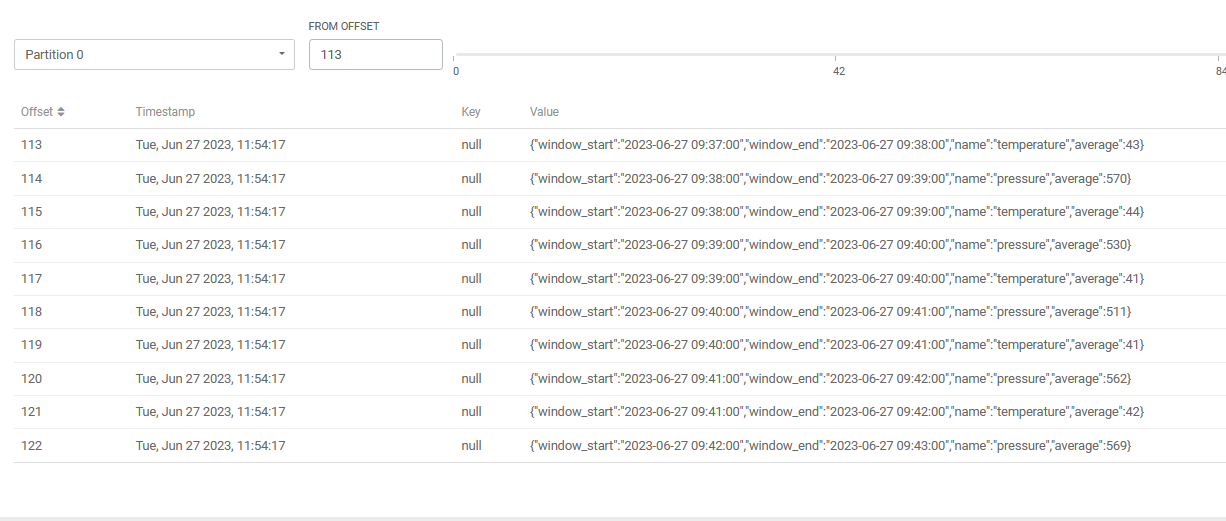 FROM OFFSET
Partition 0 113
0 42 84
Offset Timestamp Key Value
113 Tue, Jun 27 2023, 11:54:17 null {"window_start":"2023-06-27 09:37:00","window_end":"2023-06-27 09:38:00","name":"temperature","average":43}
114 Tue, Jun 27 2023, 11:54:17 null {"window_start":"2023-06-27 09:38:00","window_end":"2023-06-27 09:39:00","name":"pressure","average":570}
115 Tue, Jun 27 2023, 11:54:17 null {"window_start":"2023-06-27 09:38:00","window_end":"2023-06-27 09:39:00","name":"temperature","average":44}
116 Tue, Jun 27 2023, 11:54:17 null {"window_start":"2023-06-27 09:39:00","window_end":"2023-06-27 09:40:00","name":"pressure","average":530}
117 Tue, Jun 27 2023, 11:54:17 null {"window_start":"2023-06-27 09:39:00","window_end":"2023-06-27 09:40:00","name":"temperature","average":41}
118 Tue, Jun 27 2023, 11:54:17 null {"window_start":"2023-06-27 09:40:00","window_end":"2023-06-27 09:41:00","name":"pressure","average":511}
119 Tue, Jun 27 2023, 11:54:17 null {"window_start":"2023-06-27 09:40:00","window_end":"2023-06-27 09:41:00","name":"temperature","average":41}
120 Tue, Jun 27 2023, 11:54:17 null {"window_start":"2023-06-27 09:41:00","window_end":"2023-06-27 09:42:00","name":"pressure","average":562}
121 Tue, Jun 27 2023, 11:54:17 null {"window_start":"2023-06-27 09:41:00","window_end":"2023-06-27 09:42:00","name":"temperature","average":42}
122 Tue, Jun 27 2023, 11:54:17 null {"window_start":"2023-06-27 09:42:00","window_end":"2023-06-27 09:43:00","name":"pressure","average":569}